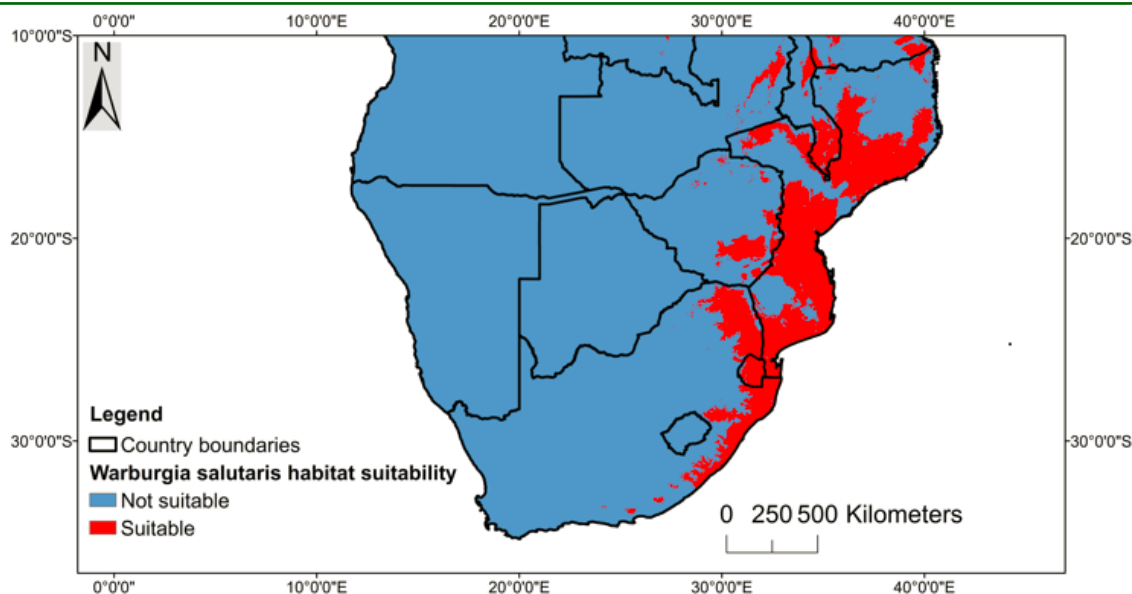 0°0'0" 10°0'0"E 20°0'0"E 30°0'0"E 40°0'0"E
10°0'0"S 10°0'0"S
N
20°0'0"S 20°0'0"S
Legend
30°0'0"S 30°0'0"S
Country boundaries
Warburgia salutaris habitat suitability
Not suitable
Suitable
0 250 500 Kilometers
0°0'0" 10°0'0"E 20°0'0"E 30°0'0"E 40°0'0"E